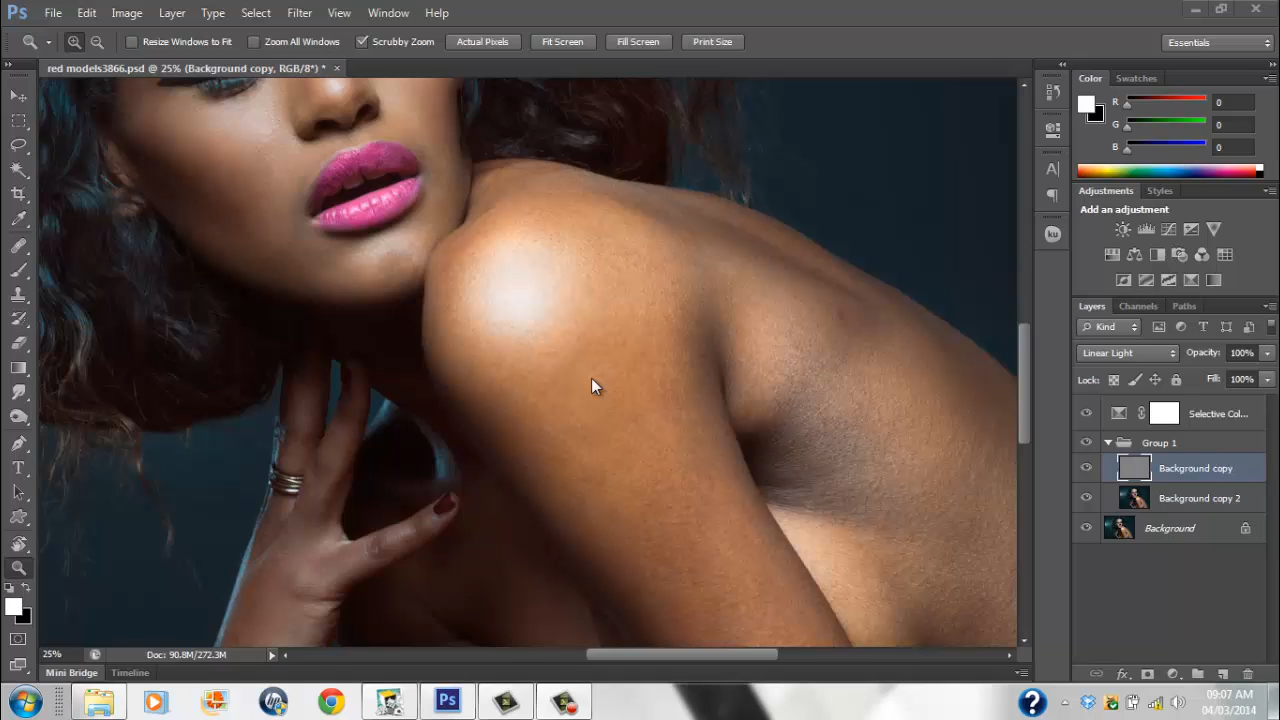 Ps File Edit Image Layer Type Select Filter View Window Help
Resize Windows to Fit Zoom All Windows Scrubby Zoom Actual Pixels Fit Screen Fill Screen Print Size Essentials
red models3866.psd @ 25% (Background copy, RGB/8*) * ×
Color Swatches
R 0
G 0
B 0
Adjustments Styles
Add an adjustment
Layers Channels Paths
Kind
Linear Light Opacity: 100%
Lock: Fill: 100%
Selective Col...
Group 1
Background copy
Background copy 2
Background
25% Doc: 90.8M/272.3M
Mini Bridge Timeline
09:07 AM
04/03/2014